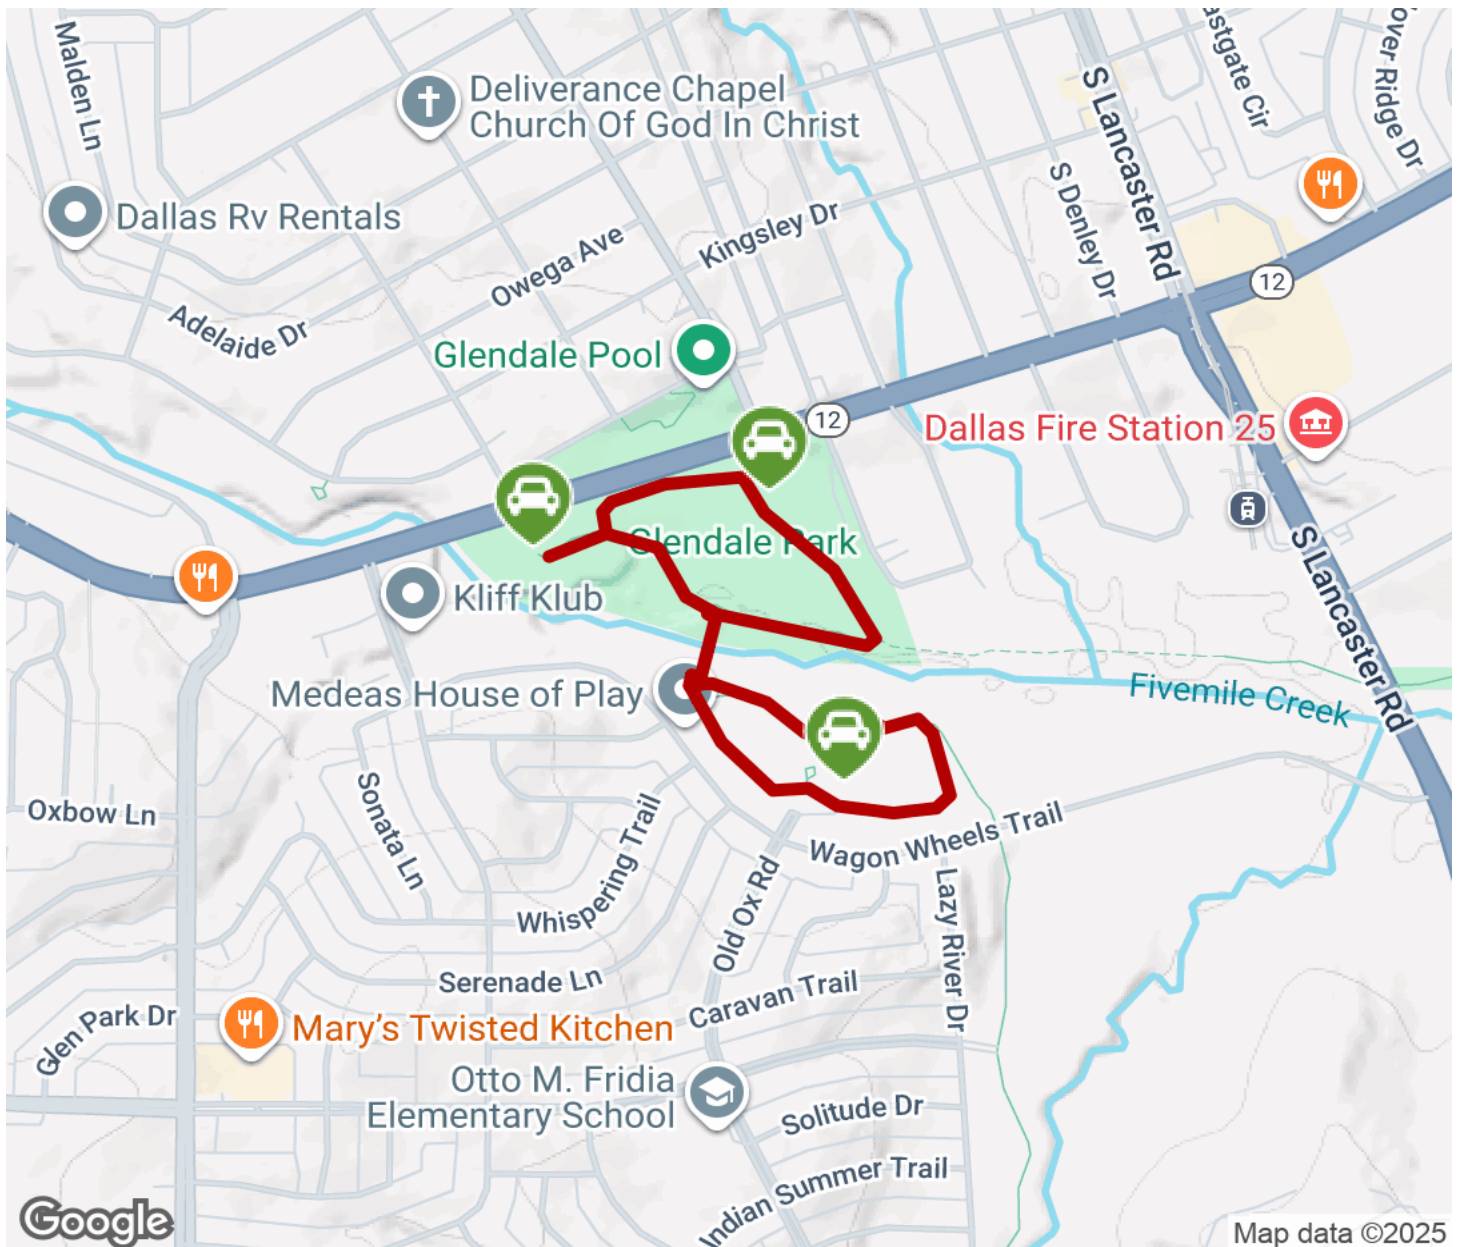 Malden Ln
Deliverance Chapel
Church Of God In Christ
S Lancaster Rd
Dallas Rv Rentals
Owega Ave
Kingsley Dr
S Denley Dr
12
Adelaide Dr
Glendale Pool
12
Dallas Fire Station 25
Glendale Park
S Lancaster Rd
Kliff Klub
Medeas House of Play
Fivemile Creek
Oxbow Ln
Sonata Ln
Whispering Trail
Wagon Wheels Trail
Old Ox Rd
Lazy River Dr
Serenade Ln
Caravan Trail
Glen Park Dr
Mary's Twisted Kitchen
Otto M. Fridia
Elementary School
Solitude Dr
Indian Summer Trail
Google
Map data ©2025